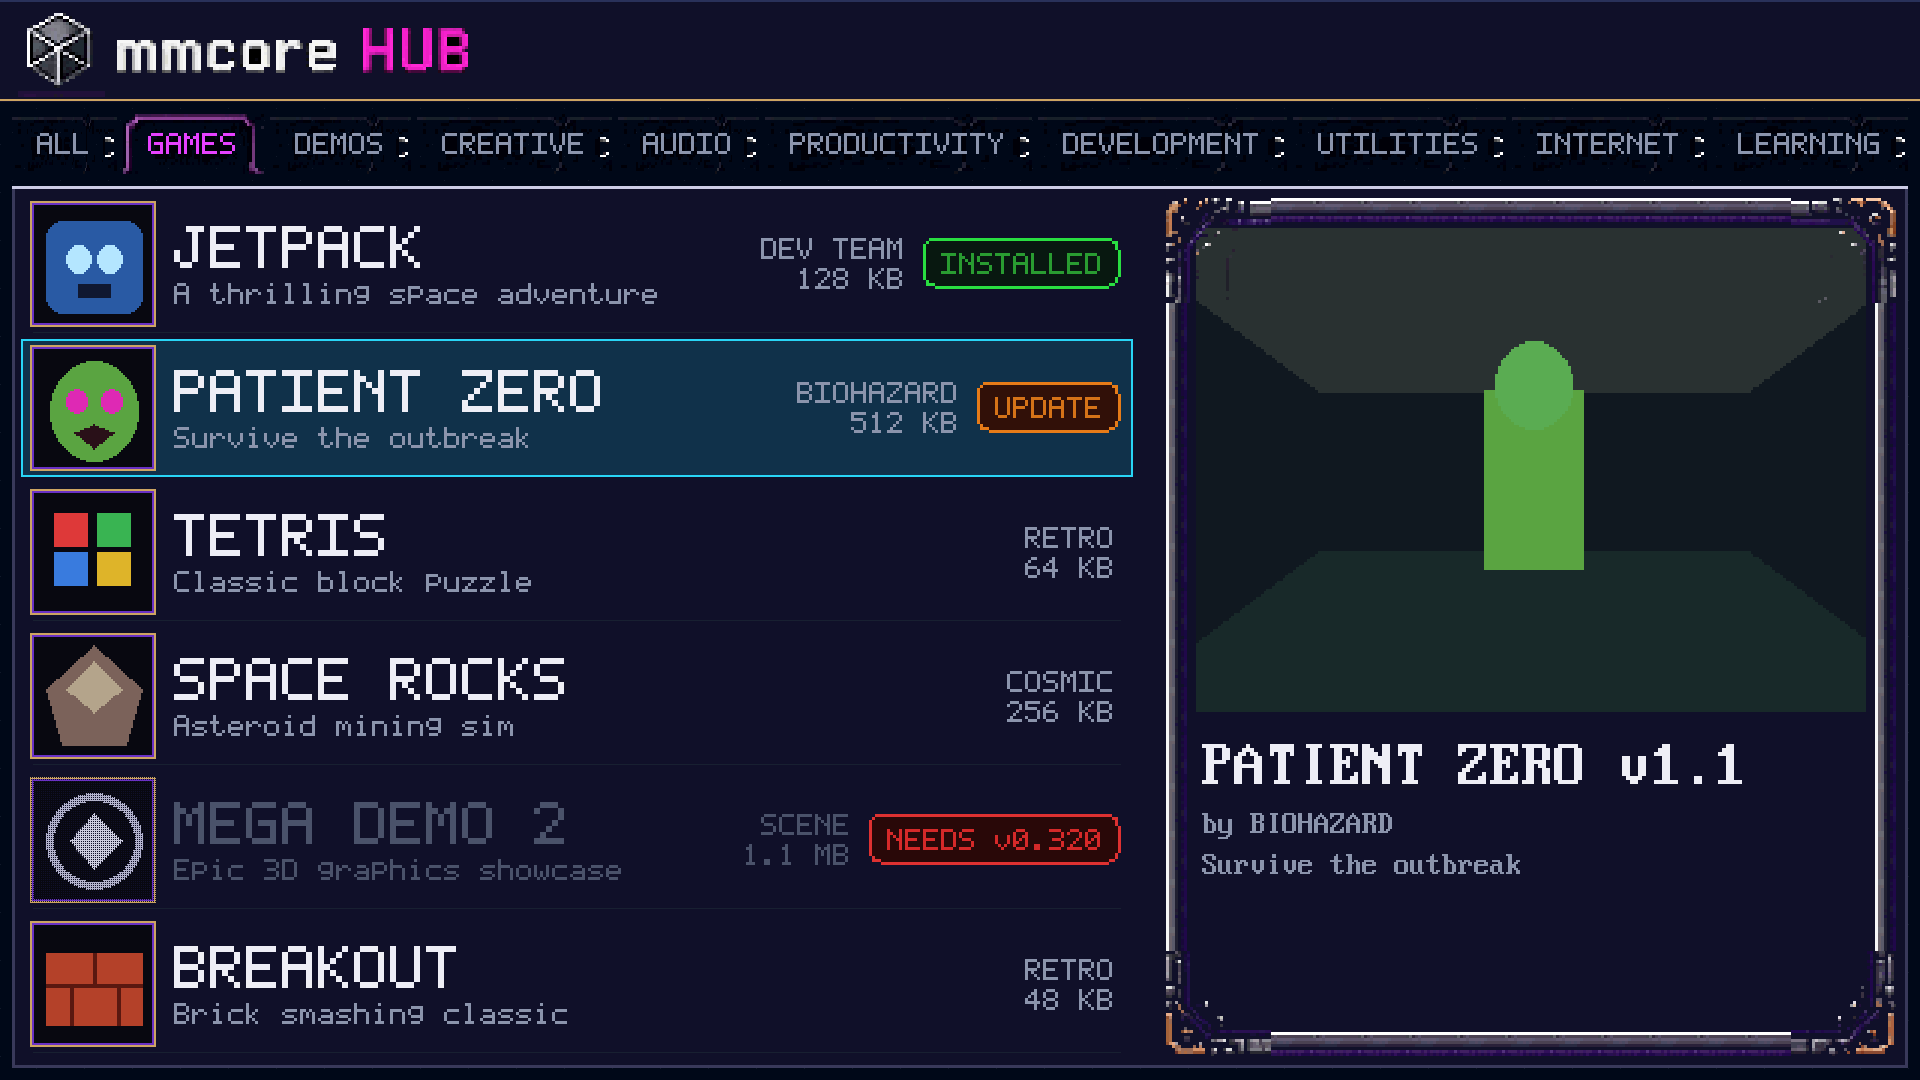 mmcore HUB
ALL GAMES DEMOS CREATIVE AUDIO PRODUCTIVITY DEVELOPMENT UTILITIES INTERNET LEARNING
JETPACK
A thrilling space adventure
DEV TEAM
128 KB
INSTALLED
PATIENT ZERO
Survive the outbreak
BIOHAZARD
512 KB
UPDATE
TETRIS
Classic block puzzle
RETRO
64 KB
SPACE ROCKS
Asteroid mining sim
COSMIC
256 KB
MEGA DEMO 2
Epic 3D graphics showcase
SCENE
1.1 MB
NEEDS v0.320
BREAKOUT
Brick smashing classic
RETRO
48 KB
PATIENT ZERO v1.1
by BIOHAZARD
Survive the outbreak